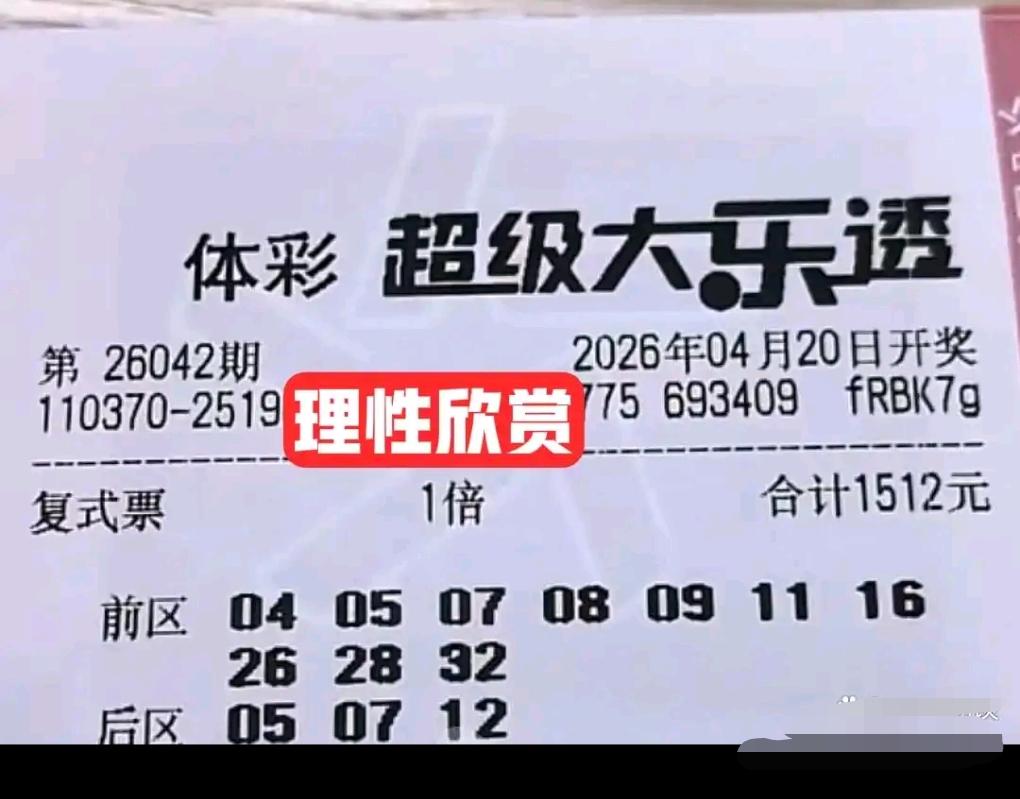 体彩 超级大乐透
第 26042期 2026年04月20日开奖
110370-2519 775 693409 fRBK7g
理性欣赏
复式票 1倍 合计1512元
前区 04 05 07 08 09 11 16
26 28 32
后区 05 07 12